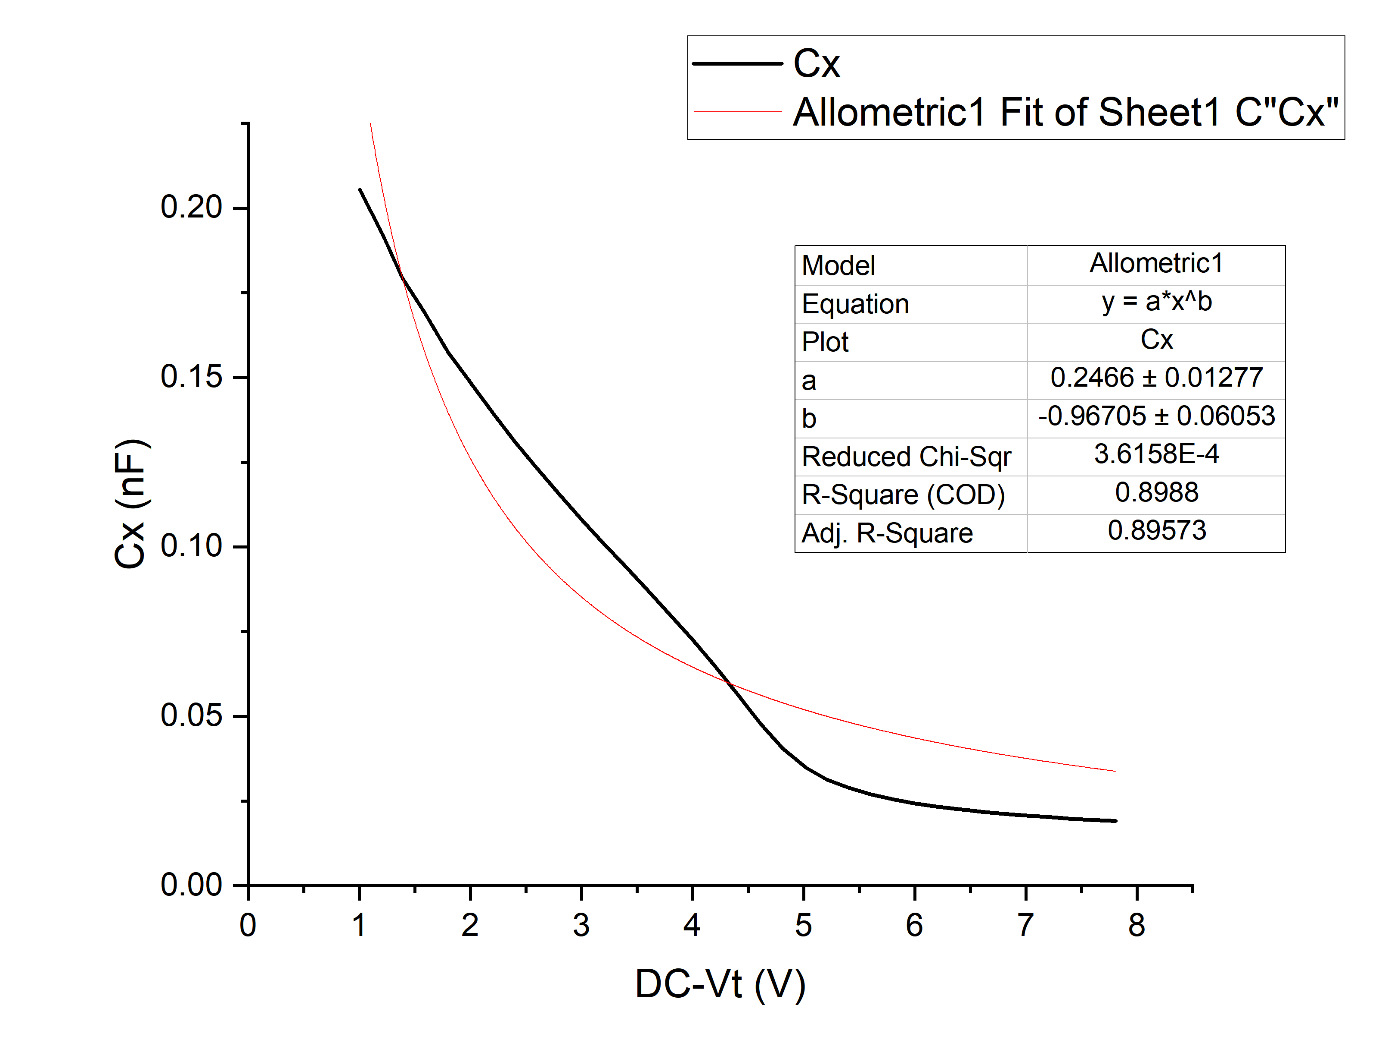 Cx
Allometric1 Fit of Sheet1 C"Cx"
0.20
0.15
0.10
0.05
0.00
Cx (nF)
Model Allometric1
Equation y = a*x^b
Plot Cx
a 0.2466 ± 0.01277
b -0.96705 ± 0.06053
Reduced Chi-Sqr 3.6158E-4
R-Square (COD) 0.8988
Adj. R-Square 0.89573
0 1 2 3 4 5 6 7 8
DC-Vt (V)